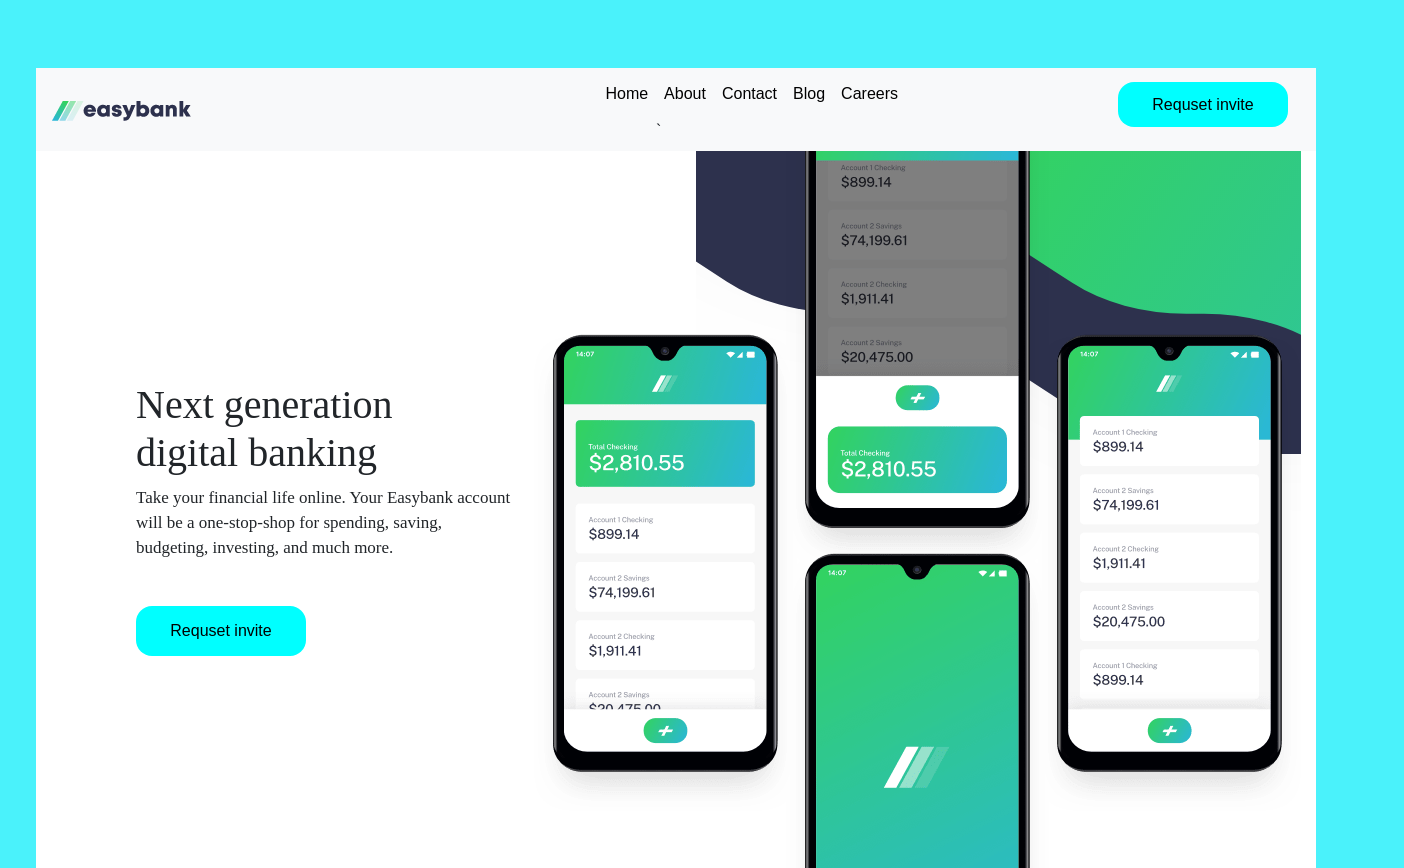 easybank
Home About Contact Blog Careers
`
Requset invite
Next generation
digital banking
Take your financial life online. Your Easybank account
will be a one-stop-shop for spending, saving,
budgeting, investing, and much more.
Requset invite
14:07
Total Checking
$2,810.55
Account 1 Checking
$899.14
Account 2 Savings
$74,199.61
Account 2 Checking
$1,911.41
Account 2 Savings
$20,475.00
Account 1 Checking
$899.14
Account 2 Savings
$74,199.61
Account 2 Checking
$1,911.41
Account 2 Savings
$20,475.00
Total Checking
$2,810.55
14:07
14:07
Account 1 Checking
$899.14
Account 2 Savings
$74,199.61
Account 2 Checking
$1,911.41
Account 2 Savings
$20,475.00
Account 1 Checking
$899.14